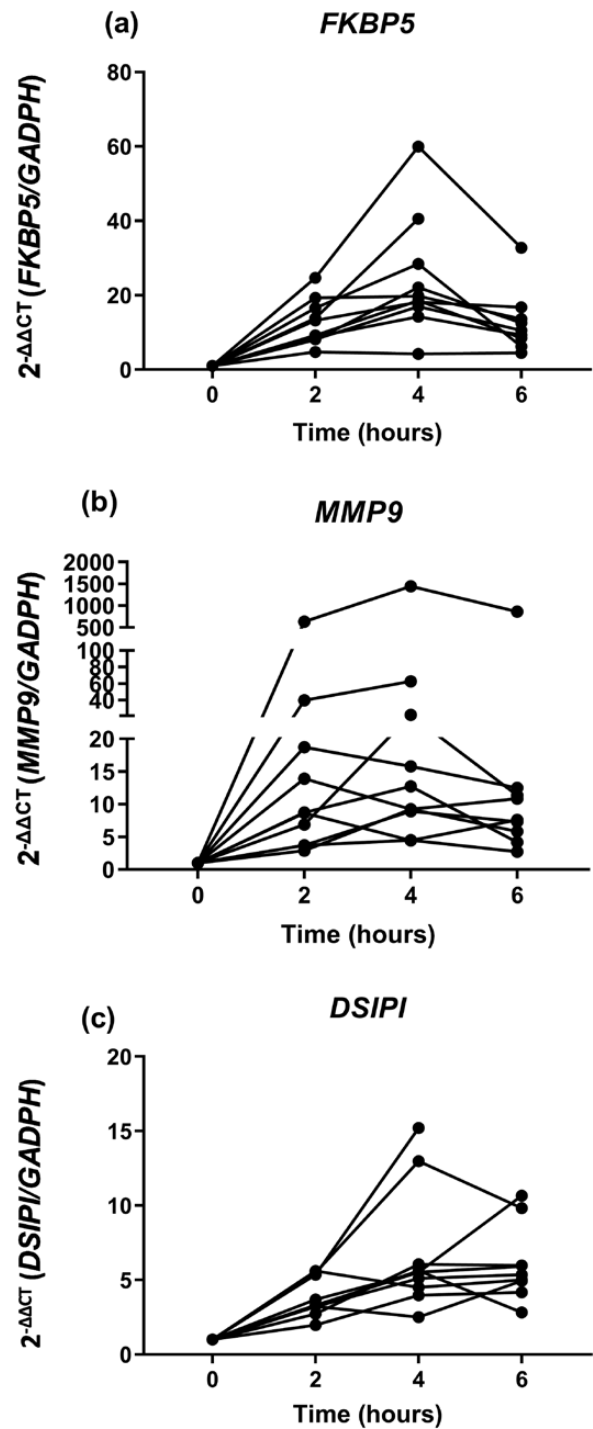 (a)
FKBP5
2-ΔΔCT (FKBP5/GADPH)
80
60
40
20
0
0 2 4 6
Time (hours)
(b)
MMP9
2-ΔΔCT (MMP9/GADPH)
2000
1500
1000
500
100
80
60
40
20
15
10
5
0
0 2 4 6
Time (hours)
(c)
DSIPI
2-ΔΔCT (DSIPI/GADPH)
20
15
10
5
0
0 2 4 6
Time (hours)